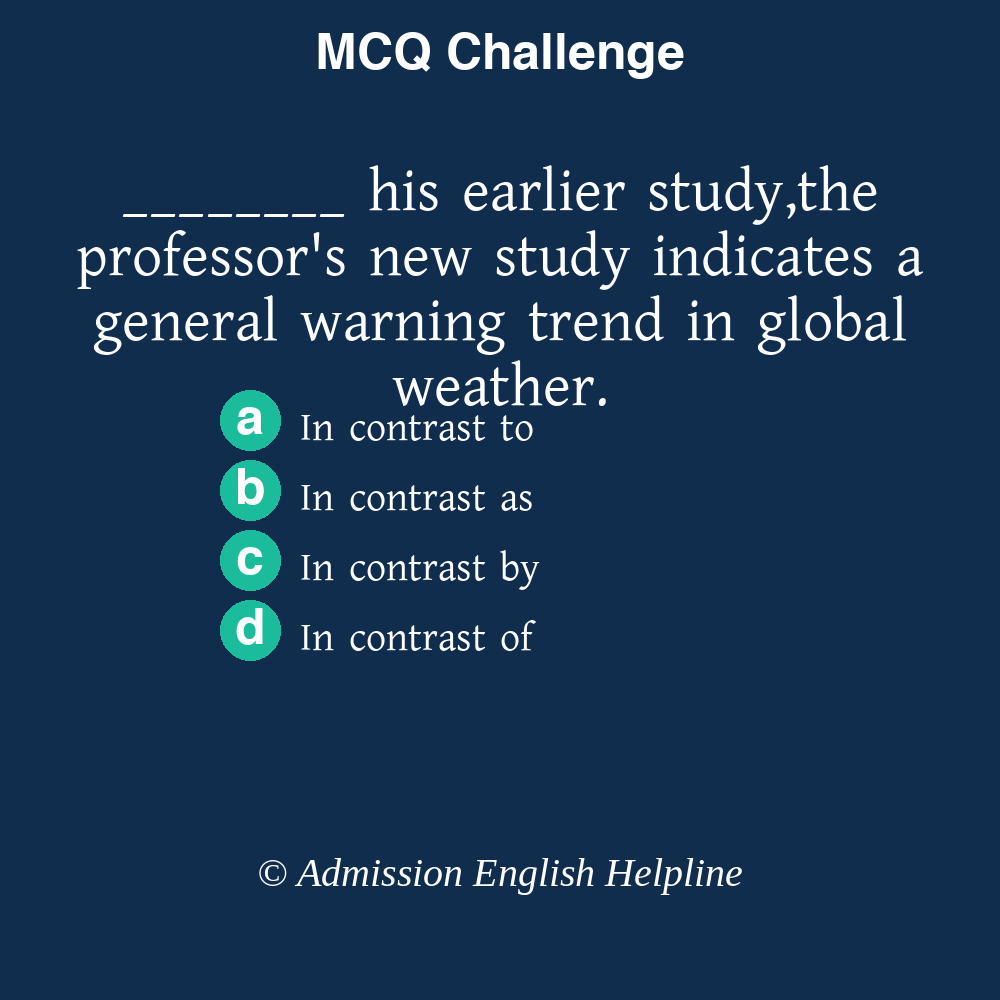 MCQ Challenge
________ his earlier study,the
professor's new study indicates a
general warning trend in global
weather.
a In contrast to
b In contrast as
c In contrast by
d In contrast of
© Admission English Helpline